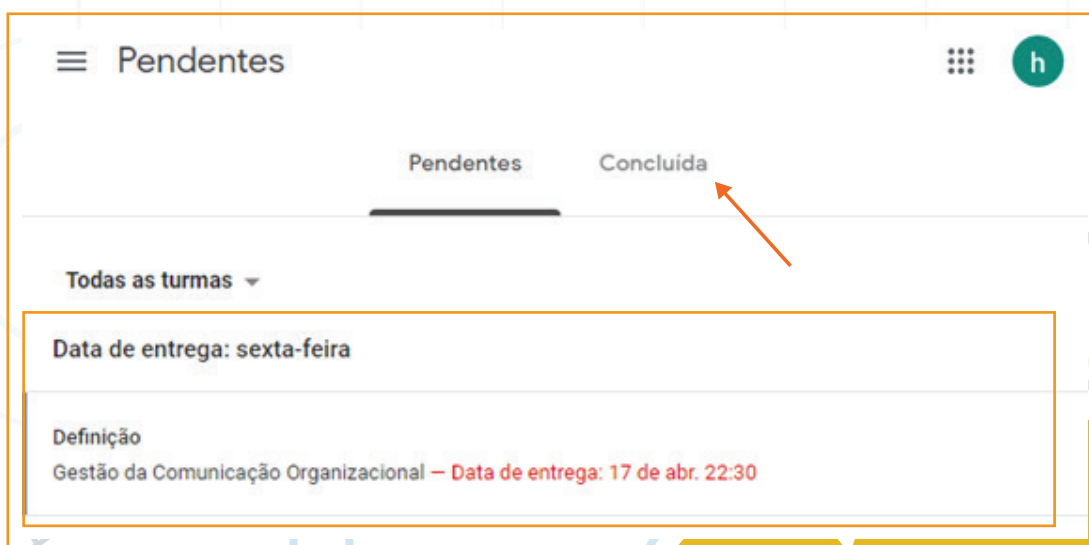 Pendentes
h
Pendentes
Concluída
Todas as turmas
Data de entrega: sexta-feira
Definição
Gestão da Comunicação Organizacional — Data de entrega: 17 de abr. 22:30